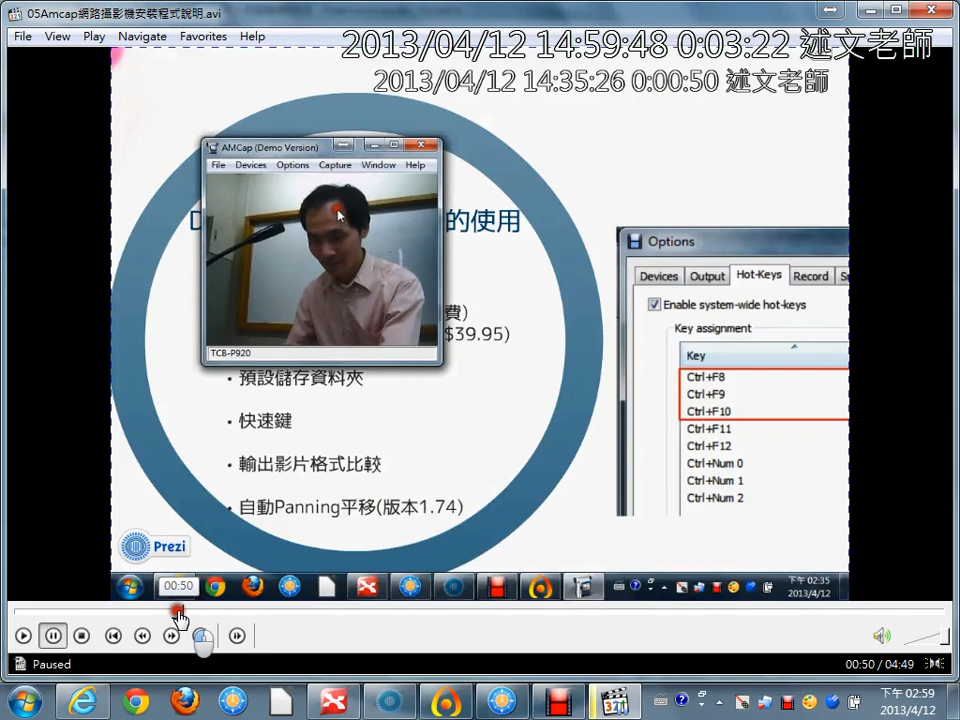 05Amcap網路攝影機安裝程式說明.avi
File View Play Navigate Favorites Help
2013/04/12 14:59:48 0:03:22 述文老師
2013/04/12 14:35:26 0:00:50 述文老師
AMCap (Demo Version)
File Devices Options Capture Window Help
D
的使用
費)
$39.95)
TCB-P920
• 預設儲存資料夾
• 快速鍵
• 輸出影片格式比較
• 自動Panning平移(版本1.74)
Options
Devices Output Hot-Keys Record
Enable system-wide hot-keys
Key assignment
Key
Ctrl+F8
Ctrl+F9
Ctrl+F10
Ctrl+F11
Ctrl+F12
Ctrl+Num 0
Ctrl+Num 1
Ctrl+Num 2
Prezi
00:50
下午 02:35
2013/4/12
Paused
00:50 / 04:49
321
下午 02:59
2013/4/12